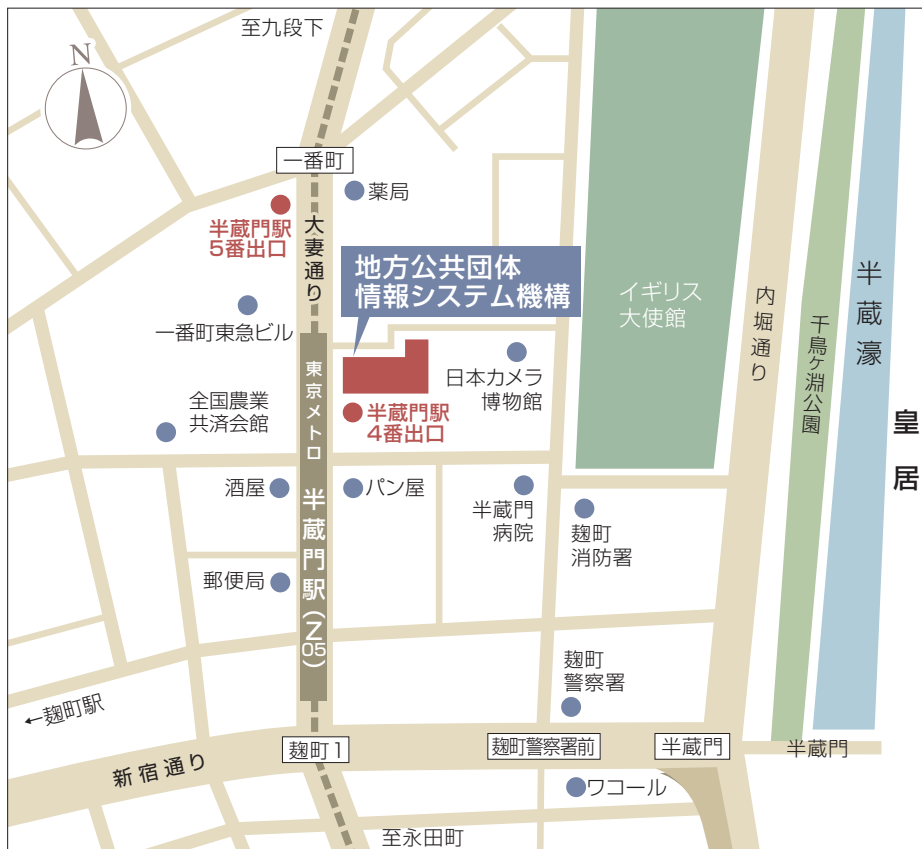 至九段下
N
一番町
薬局
半蔵門駅
5番出口
大妻通り
地方公共団体
情報システム機構
イギリス
大使館
内堀通り
千鳥ヶ淵公園
半蔵濠
皇居
一番町東急ビル
東京メトロ
半蔵門駅(Z05)
日本カメラ
博物館
全国農業
共済会館
半蔵門駅
4番出口
酒屋
パン屋
半蔵門
病院
麹町
消防署
郵便局
麹町
警察署
←麹町駅
新宿通り
麹町1
麹町警察署前
半蔵門
半蔵門
ワコール
至永田町